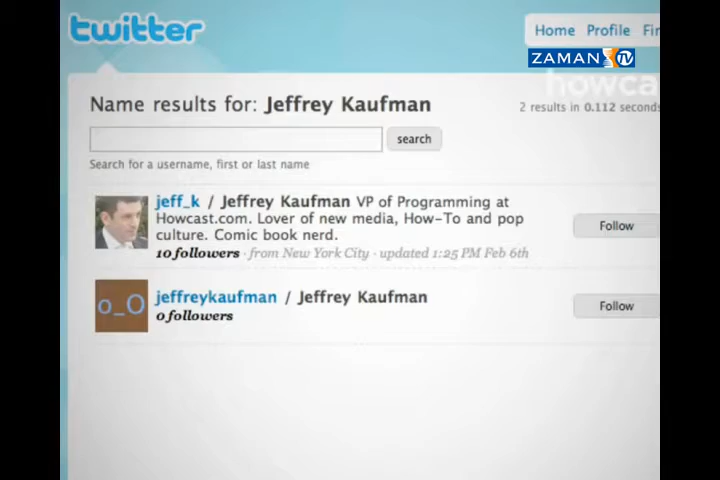 twitter
Home Profile
ZAMAN TV
howca
Name results for: Jeffrey Kaufman
2 results in 0.112 seconds
search
Search for a username, first or last name
jeff_k / Jeffrey Kaufman VP of Programming at
Howcast.com. Lover of new media, How-To and pop
culture. Comic book nerd.
10 followers · from New York City · updated 1:25 PM Feb 6th
Follow
o_O
jeffreykaufman / Jeffrey Kaufman
0 followers
Follow